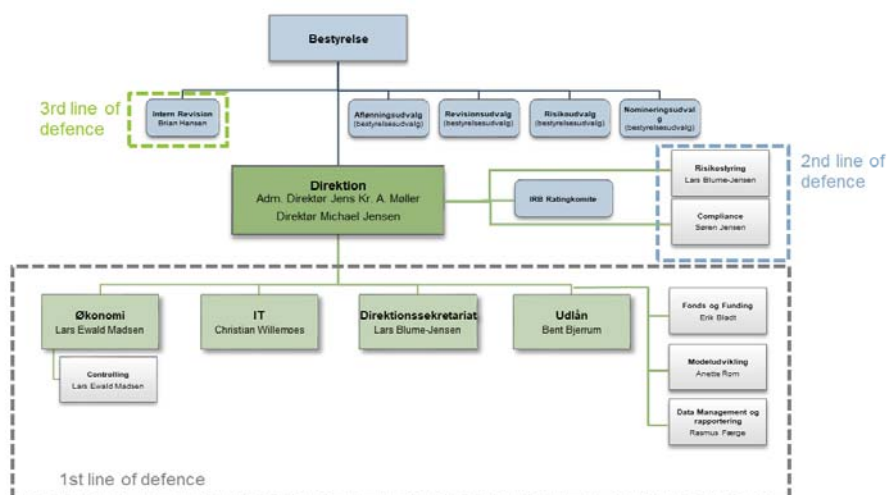 Bestyrelse
3rd line of
defence
Intern Revision
Brian Hansen
Aflønningsudvalg
(bestyrelsesudvalg)
Revisionsudvalg
(bestyrelsesudvalg)
Risikoudvalg
(bestyrelsesudvalg)
Nomineringsudval
g
(bestyrelsesudvalg)
2nd line of
defence
Direktion
Adm. Direktør Jens Kr. A. Møller
Direktør Michael Jensen
IRB Ratingkomite
Risikostyring
Lars Blume-Jensen
Compliance
Søren Jensen
Økonomi
Lars Ewald Madsen
IT
Christian Willemoes
Direktionssekretariat
Lars Blume-Jensen
Udlån
Bent Bjerrum
Fonds og Funding
Erik Bladt
Controlling
Lars Ewald Madsen
Modeludvikling
Anette Rom
Data Management og
rapportering
Rasmus Færge
1st line of defence